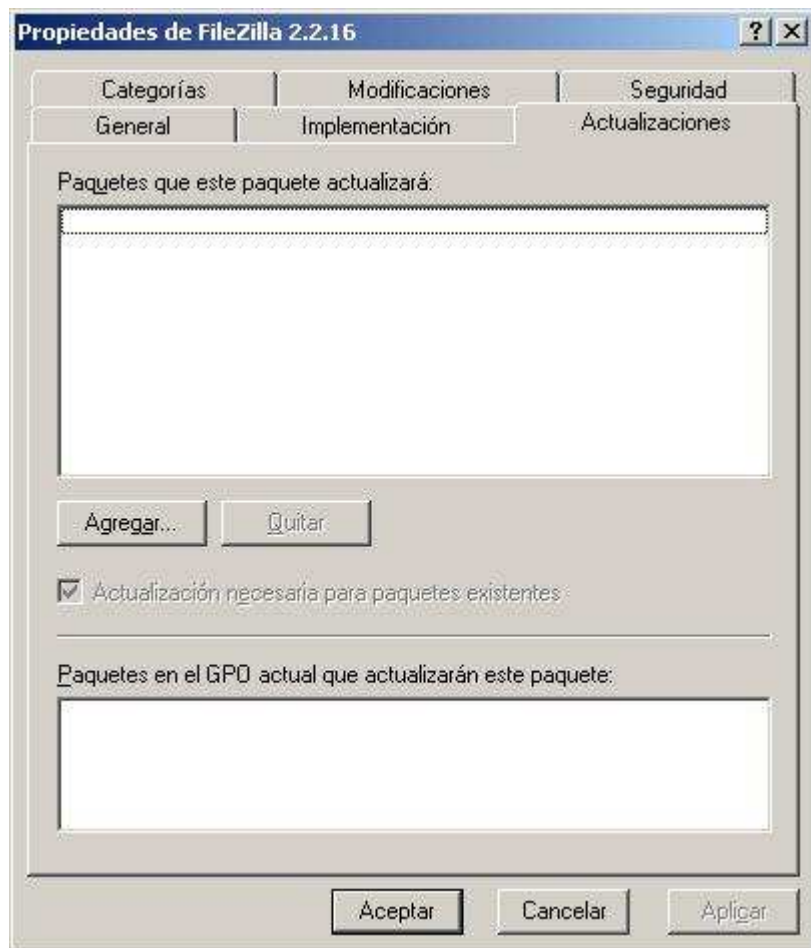 Propiedades de FileZilla 2.2.16
Categorías Modificaciones Seguridad
General Implementación Actualizaciones
Paquetes que este paquete actualizará:
Agregar... Quitar
Actualización necesaria para paquetes existentes
Paquetes en el GPO actual que actualizarán este paquete:
Aceptar Cancelar Aplicar